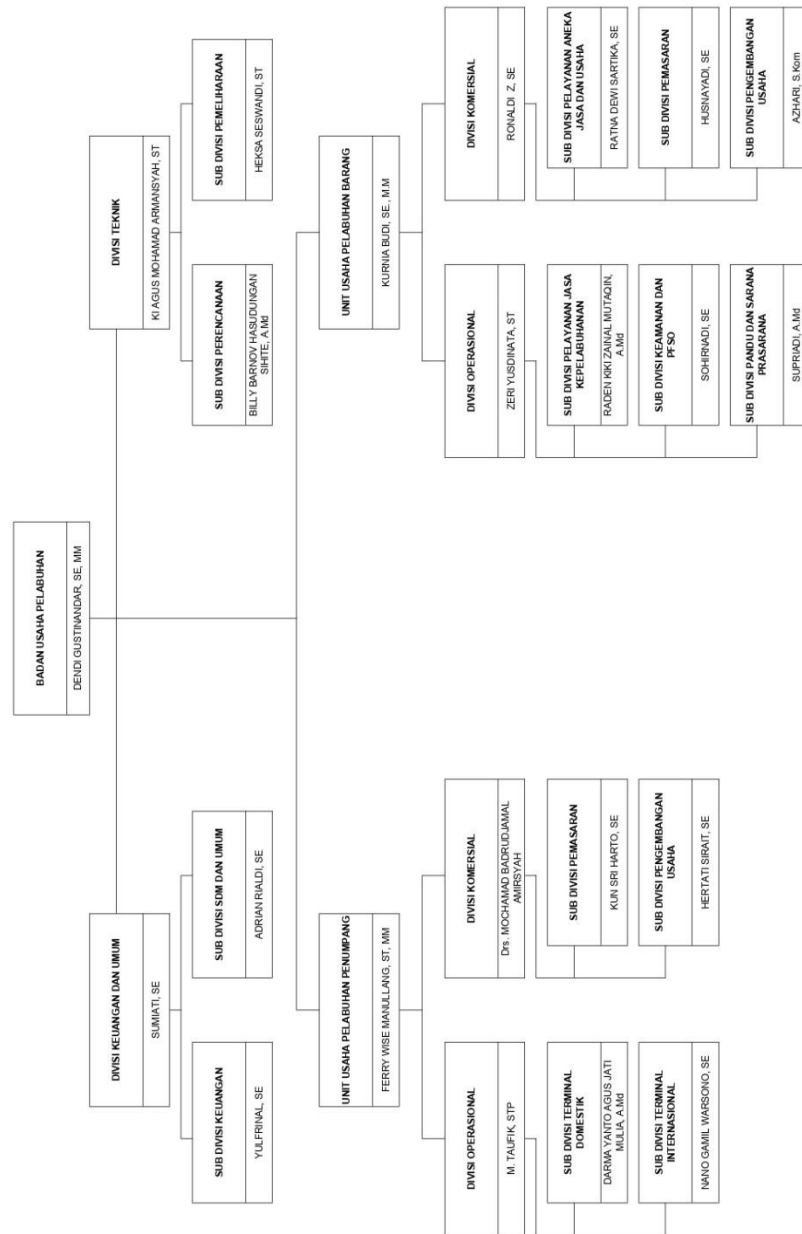 BADAN USAHA PELABUHAN
DENDI GUSTINANDAR, SE, MM
DIVISI KEUANGAN DAN UMUM
SUMIATI, SE
DIVISI TEKNIK
KI AGUS MOHAMAD ARMANSYAH, ST
SUB DIVISI KEUANGAN
YULFRINAL, SE
SUB DIVISI SDM DAN UMUM
ADRIAN RIALDI, SE
SUB DIVISI PERENCANAAN
BILLY BARNOV HASUDUNGAN
SIHITE, A.Md
SUB DIVISI PEMELIHARAAN
HEKSA SESWANDI, ST
UNIT USAHA PELABUHAN PENUMPANG
FERRY WISE MANULLANG, ST, MM
UNIT USAHA PELABUHAN BARANG
KURNIA BUDI, SE., M.M
DIVISI OPERASIONAL
M. TAUFIK, STP
DIVISI KOMERSIAL
Drs. MOCHAMAD BADRUDJAMAL
AMIRSYAH
DIVISI OPERASIONAL
ZERI YUSDINATA, ST
DIVISI KOMERSIAL
RONALDI Z, SE
SUB DIVISI TERMINAL
DOMESTIK
DARMA YANTO AGUS JATI
MULIA, A.Md
SUB DIVISI PEMASARAN
KUN SRI HARTO, SE
SUB DIVISI PELAYANAN JASA
KEPELABUHANAN
RADEN KIKI ZAINAL MUTAQIN,
A.Md
SUB DIVISI PELAYANAN ANEKA
JASA DAN USAHA
RATNA DEWI SARTIKA, SE
SUB DIVISI TERMINAL
INTERNASIONAL
NANO GAMIL WARSONO, SE
SUB DIVISI PENGEMBANGAN
USAHA
HERTATI SIRAIT, SE
SUB DIVISI KEAMANAN DAN
PFSO
SOHIRNADI, SE
SUB DIVISI PEMASARAN
HUSNAYADI, SE
SUB DIVISI PANDU DAN SARANA
PRASARANA
SUPRIADI, A.Md
SUB DIVISI PENGEMBANGAN
USAHA
AZHARI, S.Kom